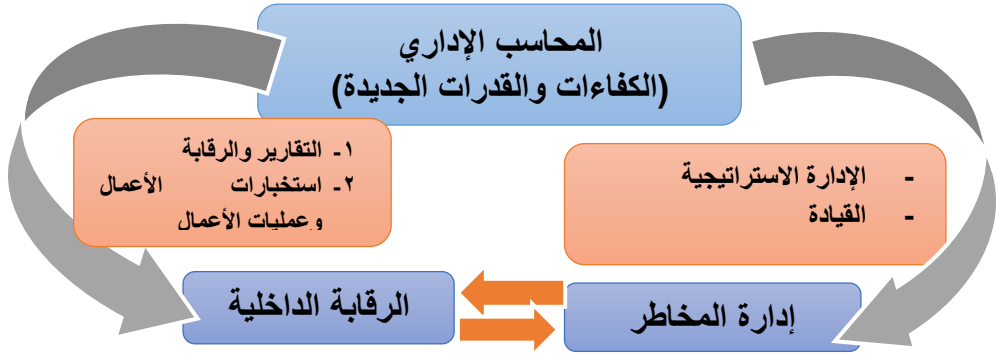 المحاسب الإداري
(الكفاءات والقدرات الجديدة)
- الإدارة الاستراتيجية
- القيادة
١- التقارير والرقابة
٢- استخبارات الأعمال
وعمليات الأعمال
إدارة المخاطر
الرقابة الداخلية